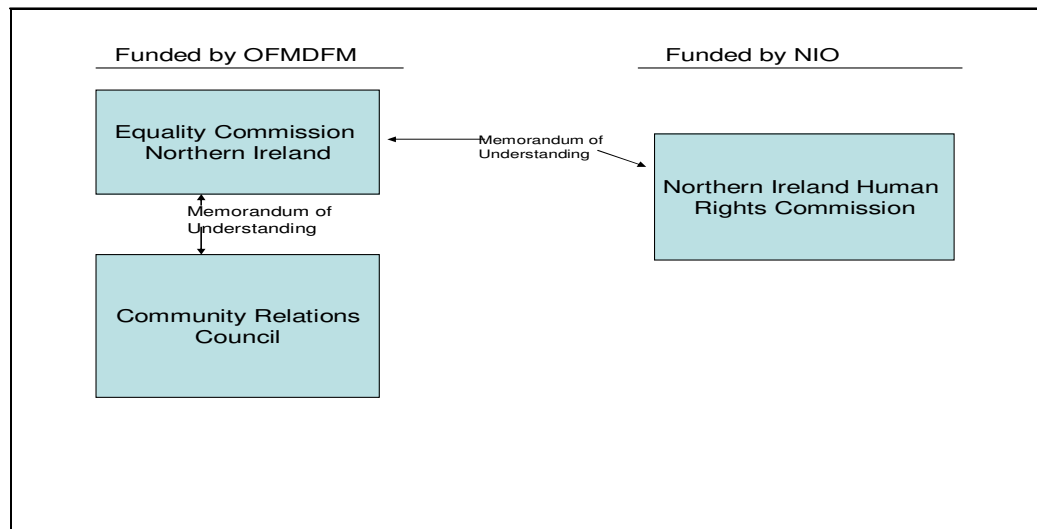 Funded by OFMDFM
Funded by NIO
Equality Commission
Northern Ireland
Memorandum of
Understanding
Northern Ireland Human
Rights Commission
Memorandum of
Understanding
Community Relations
Council